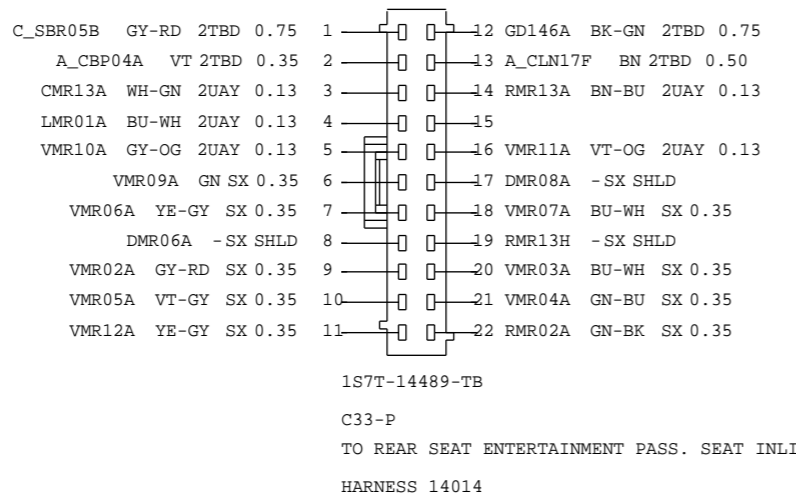 C_SBR05B GY-RD 2TBD 0.75 1 12 GD146A BK-GN 2TBD 0.75
A_CBP04A VT 2TBD 0.35 2 13 A_CLN17F BN 2TBD 0.50
CMR13A WH-GN 2UAY 0.13 3 14 RMR13A BN-BU 2UAY 0.13
LMR01A BU-WH 2UAY 0.13 4 15
VMR10A GY-OG 2UAY 0.13 5 16 VMR11A VT-OG 2UAY 0.13
VMR09A GN SX 0.35 6 17 DMR08A -SX SHLD
VMR06A YE-GY SX 0.35 7 18 VMR07A BU-WH SX 0.35
DMR06A -SX SHLD 8 19 RMR13H -SX SHLD
VMR02A GY-RD SX 0.35 9 20 VMR03A BU-WH SX 0.35
VMR05A VT-GY SX 0.35 10 21 VMR04A GN-BU SX 0.35
VMR12A YE-GY SX 0.35 11 22 RMR02A GN-BK SX 0.35
1S7T-14489-TB
C33-P
TO REAR SEAT ENTERTAINMENT PASS. SEAT INLI
HARNESS 14014